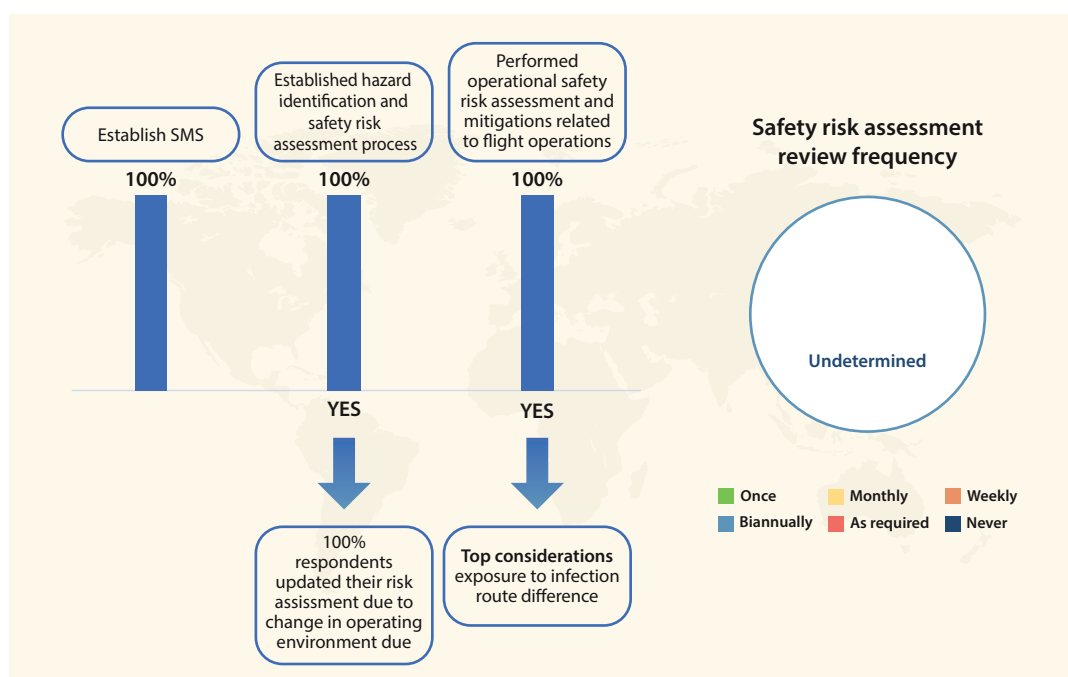 Establish SMS
100%
Established hazard
identification and
safety risk
assessment process
100%
Performed
operational safety
risk assessment and
mitigations related
to flight operations
100%
YES
100%
respondents
updated their risk
assissment due to
change in operating
environment due
YES
Top considerations
exposure to infection
route difference
Safety risk assessment
review frequency
Undetermined
Once
Monthly
Weekly
Biannually
As required
Never